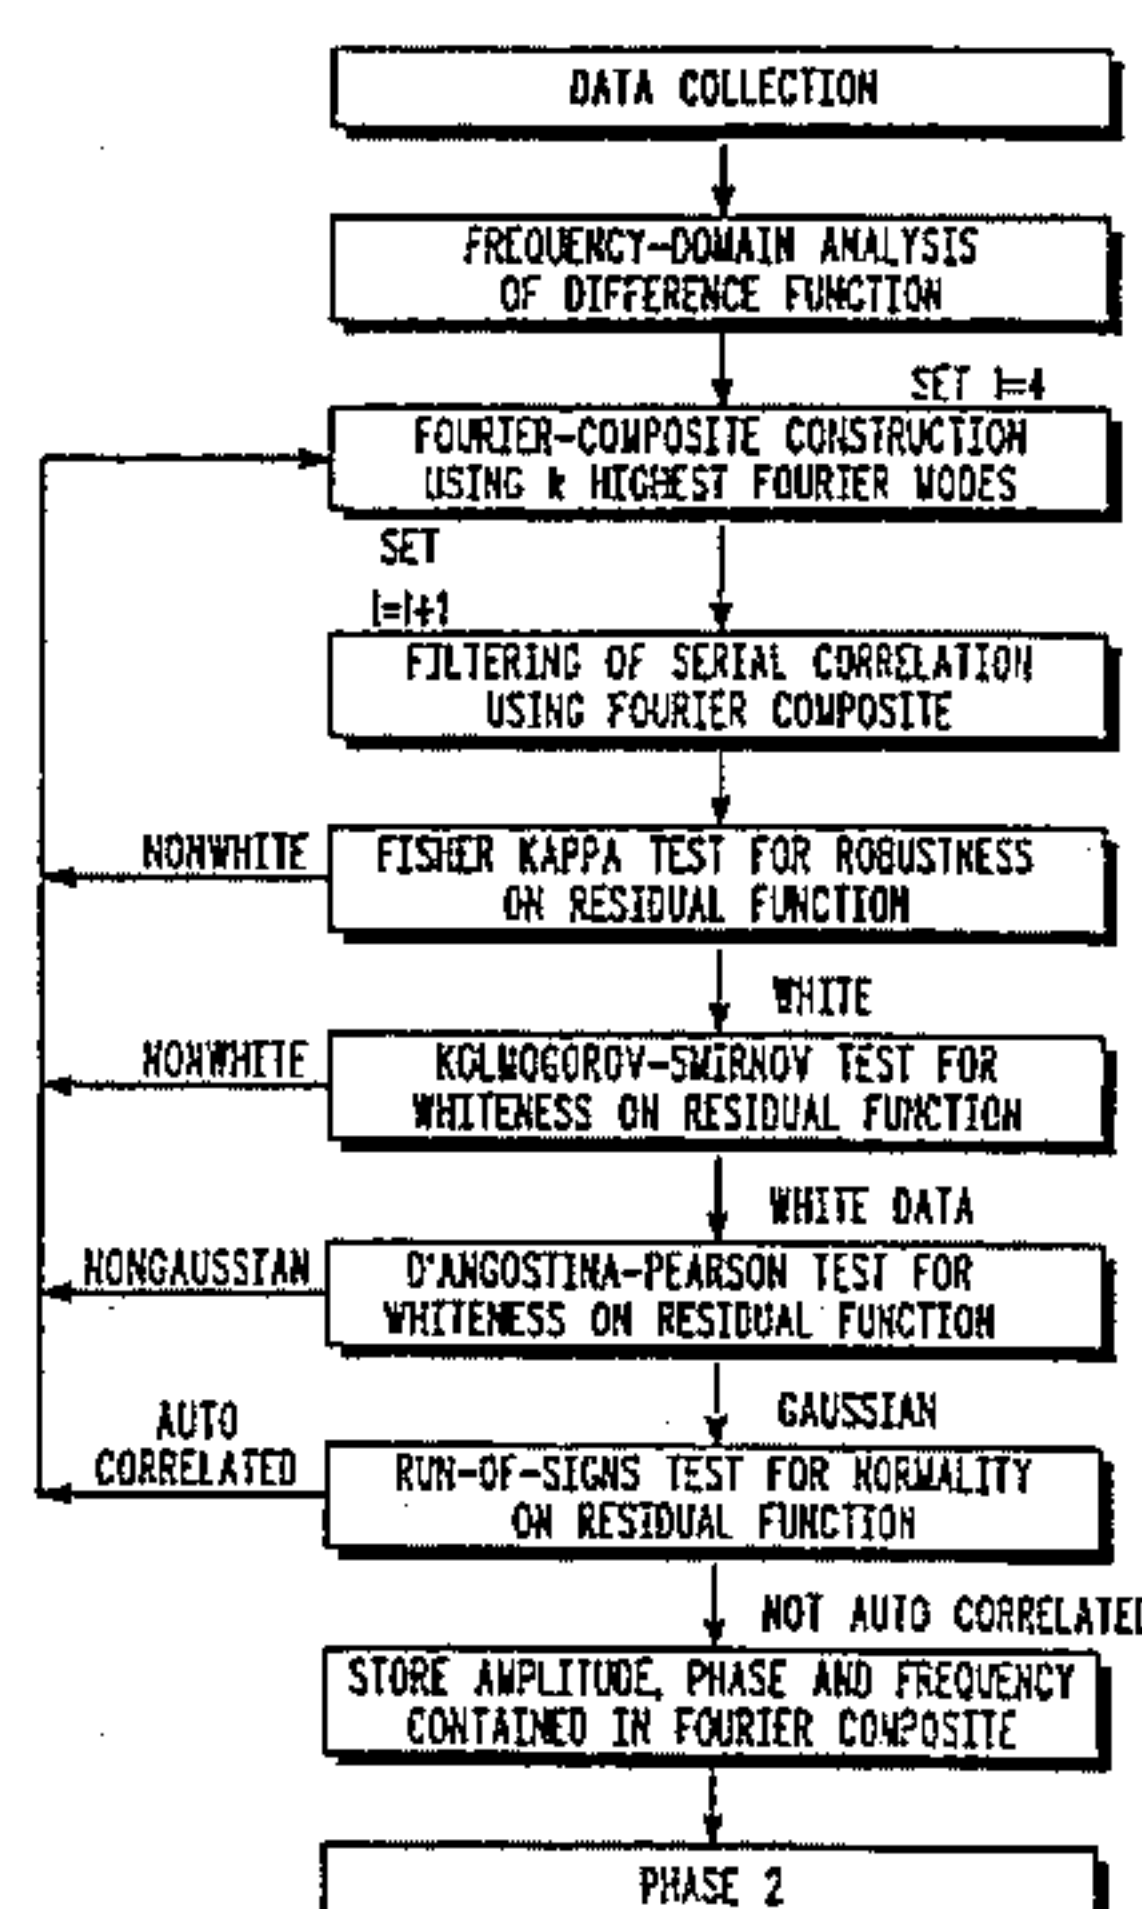 DATA COLLECTION
FREQUENCY-DOMAIN ANALYSIS
OF DIFFERENCE FUNCTION
SET I=4
FOURIER-COMPOSITE CONSTRUCTION
USING k HIGHEST FOURIER MODES
SET
I=I+1
FILTERING OF SERIAL CORRELATION
USING FOURIER COMPOSITE
NONWHITE
FISHER KAPPA TEST FOR ROBUSTNESS
ON RESIDUAL FUNCTION
WHITE
NONWHITE
KOLMOGOROV-SMIRNOV TEST FOR
WHITENESS ON RESIDUAL FUNCTION
WHITE DATA
NONGAUSSIAN
D'ANGOSTINA-PEARSON TEST FOR
WHITENESS ON RESIDUAL FUNCTION
GAUSSIAN
AUTO
CORRELATED
RUN-OF-SIGNS TEST FOR NORMALITY
ON RESIDUAL FUNCTION
NOT AUTO CORRELATED
STORE AMPLITUDE, PHASE AND FREQUENCY
CONTAINED IN FOURIER COMPOSITE
PHASE 2